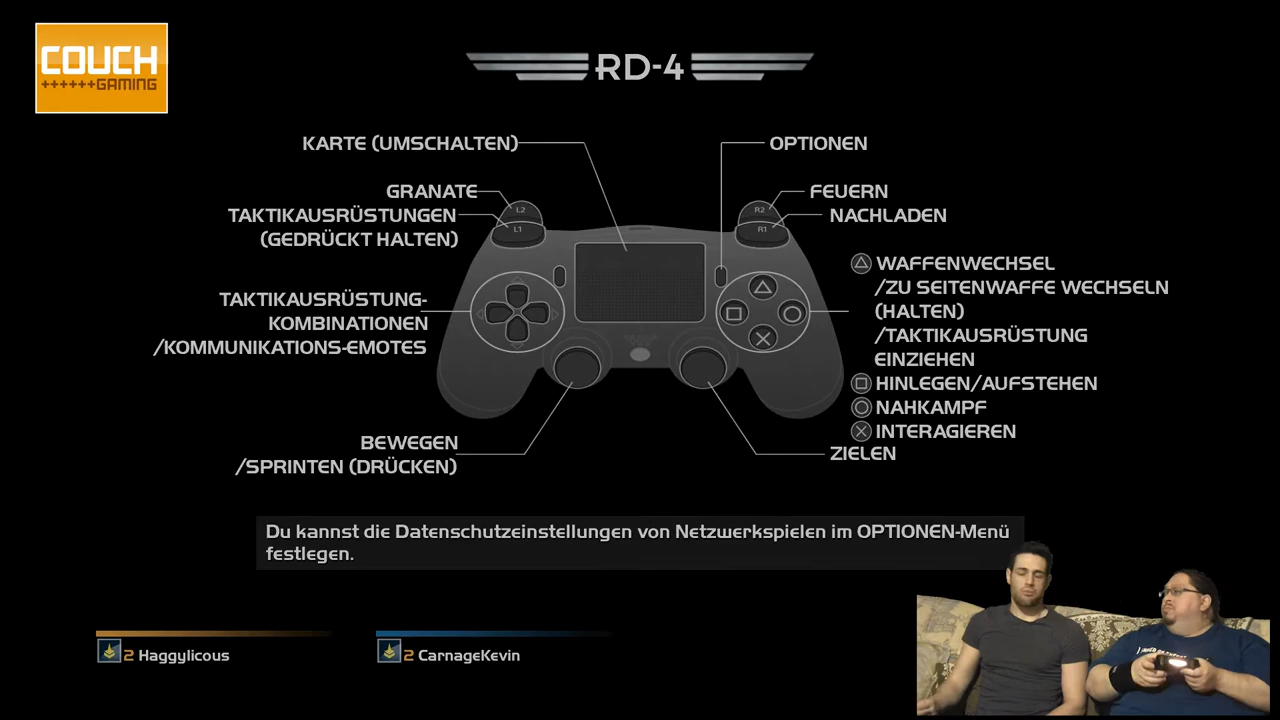 COUCH
++++++GAMING
RD-4
KARTE (UMSCHALTEN)
OPTIONEN
GRANATE
FEUERN
TAKTIKAUSRÜSTUNGEN
(GEDRÜCKT HALTEN)
NACHLADEN
L2
L1
R2
R1
WAFFENWECHSEL
/ZU SEITENWAFFE WECHSELN
(HALTEN)
/TAKTIKAUSRÜSTUNG
EINZIEHEN
HINLEGEN/AUFSTEHEN
NAHKAMPF
INTERAGIEREN
TAKTIKAUSRÜSTUNG-
KOMBINATIONEN
/KOMMUNIKATIONS-EMOTES
BEWEGEN
/SPRINTEN (DRÜCKEN)
ZIELEN
Du kannst die Datenschutzeinstellungen von Netzwerkspielen im OPTIONEN-Menü
festlegen.
2 Haggylicous
2 CarnageKevin